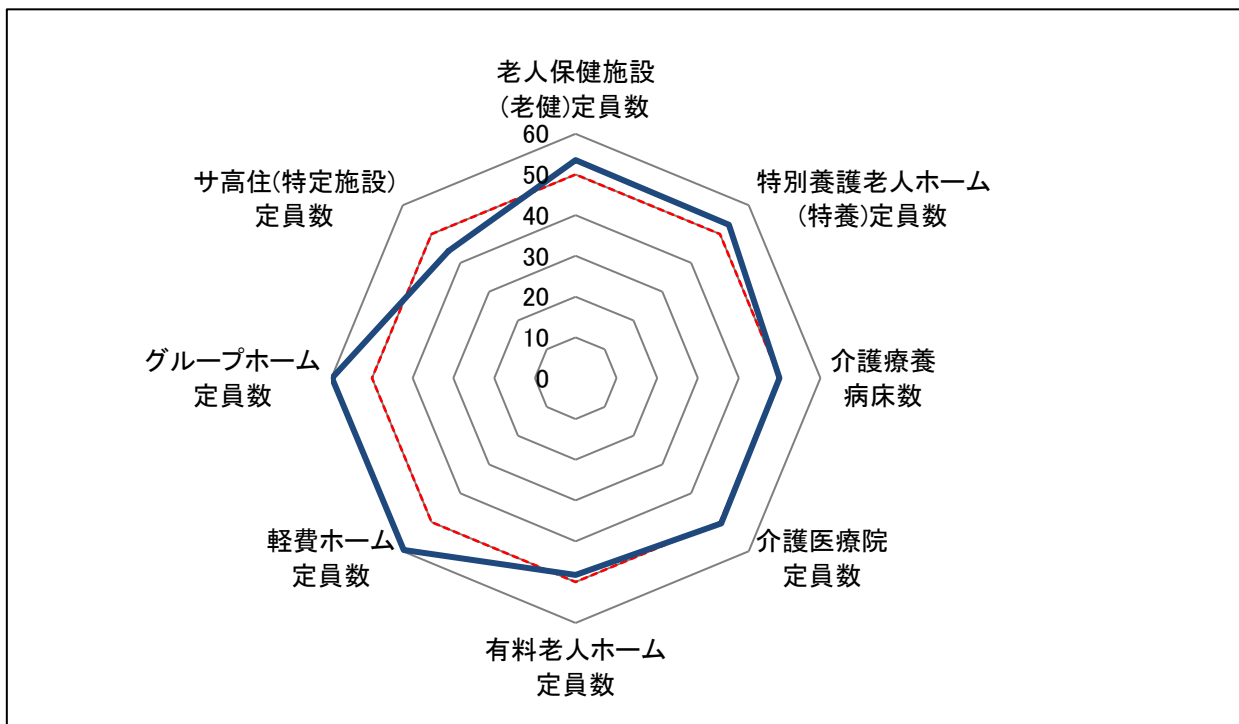 老人保健施設
(老健)定員数
特別養護老人ホーム
(特養)定員数
介護療養
病床数
介護医療院
定員数
有料老人ホーム
定員数
軽費ホーム
定員数
グループホーム
定員数
サ高住(特定施設)
定員数
60
50
40
30
20
10
0